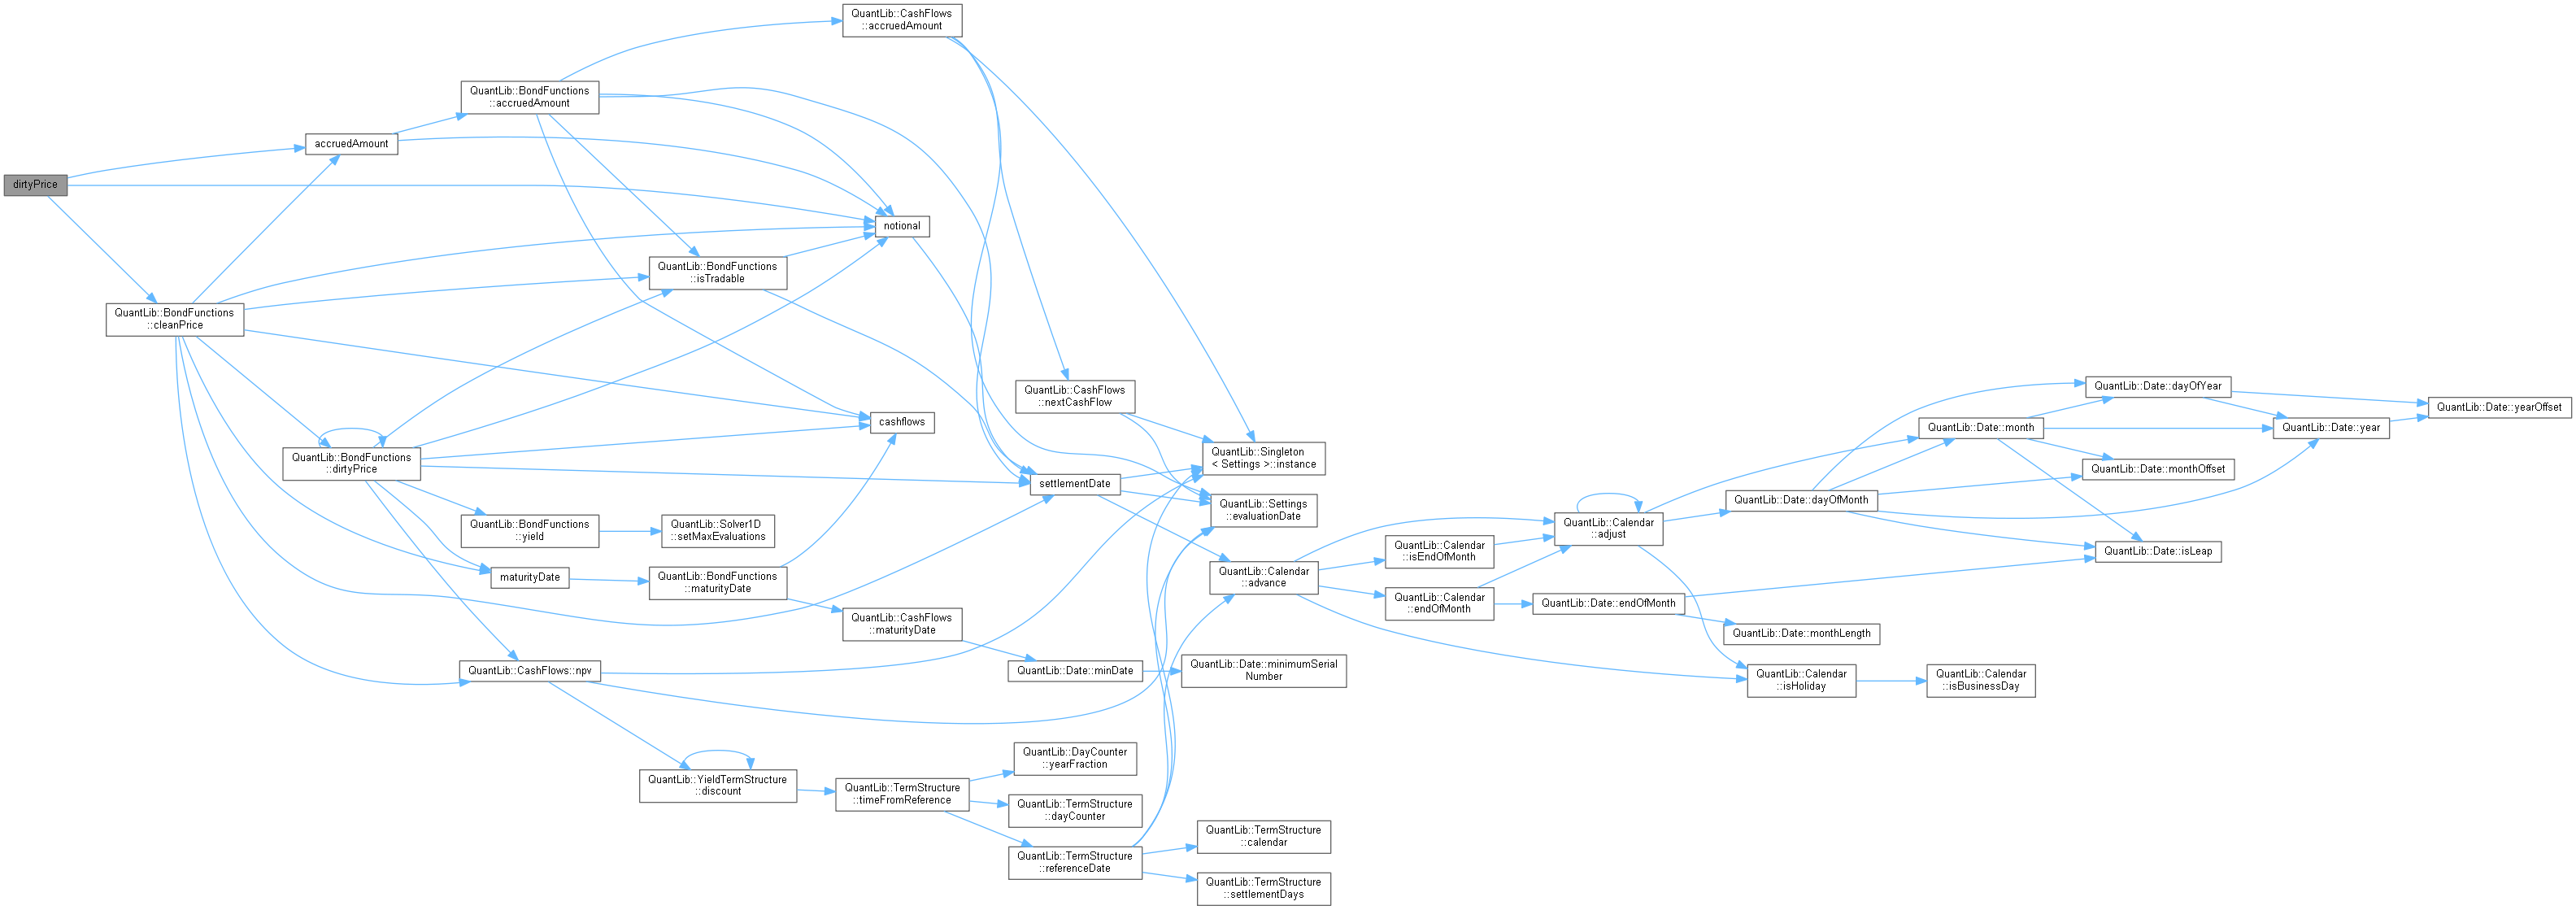 dirtyPrice
accruedAmount
QuantLib::BondFunctions
::accruedAmount
QuantLib::CashFlows
::accruedAmount
notional
QuantLib::BondFunctions
::isTradable
QuantLib::BondFunctions
::cleanPrice
QuantLib::BondFunctions
::dirtyPrice
cashflows
QuantLib::BondFunctions
::yield
QuantLib::Solver1D
::setMaxEvaluations
maturityDate
QuantLib::BondFunctions
::maturityDate
QuantLib::CashFlows
::maturityDate
QuantLib::Date::minDate
QuantLib::Date::minimumSerial
Number
QuantLib::CashFlows::npv
QuantLib::YieldTermStructure
::discount
QuantLib::TermStructure
::timeFromReference
QuantLib::DayCounter
::yearFraction
QuantLib::TermStructure
::dayCounter
QuantLib::TermStructure
::referenceDate
QuantLib::TermStructure
::calendar
QuantLib::TermStructure
::settlementDays
QuantLib::CashFlows
::nextCashFlow
QuantLib::Singleton
< Settings >::instance
settlementDate
QuantLib::Settings
::evaluationDate
QuantLib::Calendar
::advance
QuantLib::Calendar
::isEndOfMonth
QuantLib::Calendar
::endOfMonth
QuantLib::Calendar
::adjust
QuantLib::Date::endOfMonth
QuantLib::Date::monthLength
QuantLib::Calendar
::isHoliday
QuantLib::Calendar
::isBusinessDay
QuantLib::Date::dayOfMonth
QuantLib::Date::month
QuantLib::Date::dayOfYear
QuantLib::Date::monthOffset
QuantLib::Date::isLeap
QuantLib::Date::year
QuantLib::Date::yearOffset